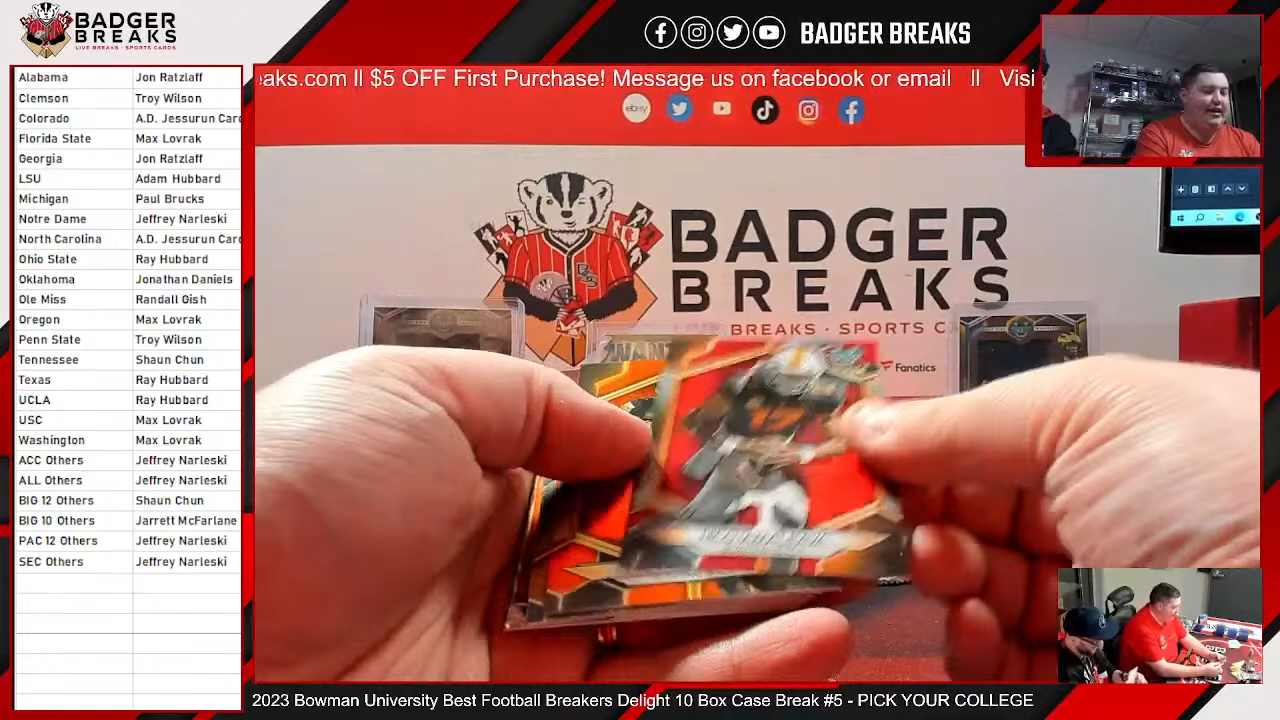 BADGER
BREAKS
LIVE BREAKS · SPORTS CARDS
BADGER BREAKS
eaks.com ll $5 OFF First Purchase! Message us on facebook or email ll Visi
ebay
BADGER
BREAKS
BREAKS · SPORTS C
Fanatics
Alabama Jon Ratzlaff
Clemson Troy Wilson
Colorado A.D. Jessurun Card
Florida State Max Lovrak
Georgia Jon Ratzlaff
LSU Adam Hubbard
Michigan Paul Brucks
Notre Dame Jeffrey Narleski
North Carolina A.D. Jessurun Card
Ohio State Ray Hubbard
Oklahoma Jonathan Daniels
Ole Miss Randall Gish
Oregon Max Lovrak
Penn State Troy Wilson
Tennessee Shaun Chun
Texas Ray Hubbard
UCLA Ray Hubbard
USC Max Lovrak
Washington Max Lovrak
ACC Others Jeffrey Narleski
ALL Others Jeffrey Narleski
BIG 12 Others Shaun Chun
BIG 10 Others Jarrett McFarlane
PAC 12 Others Jeffrey Narleski
SEC Others Jeffrey Narleski
2023 Bowman University Best Football Breakers Delight 10 Box Case Break #5 - PICK YOUR COLLEGE